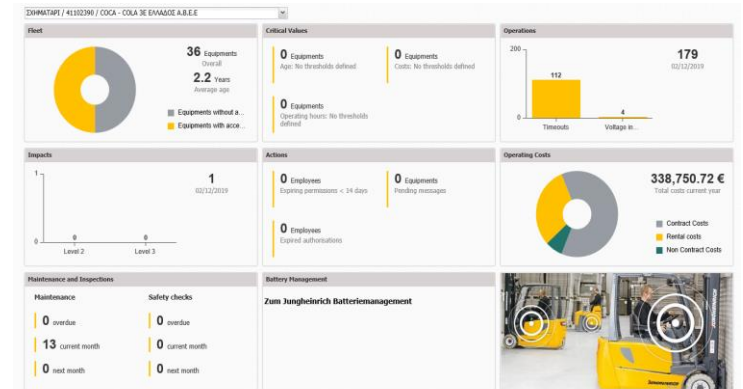 ΣΧΗΜΑΤΑΡΙ / 41102390 / COCA - COLA 3Ε ΕΛΛΑΔΟΣ Α.Β.Ε.Ε
Fleet
36 Equipments
Overall
2.2 Years
Average age
Equipments without a...
Equipments with acce...
Critical Values
0 Equipments
Age: No thresholds defined
0 Equipments
Costs: No thresholds defined
0 Equipments
Operating hours: No thresholds
defined
Operations
200
0
112
4
Timeouts
Voltage in...
179
02/12/2019
Impacts
1
0
0
0
Level 2
Level 3
1
02/12/2019
Actions
0 Employees
Expiring permissions < 14 days
0 Equipments
Pending messages
0 Employees
Expired authorisations
Operating Costs
338,750.72 €
Total costs current year
Contract Costs
Rental costs
Non Contract Costs
Maintenance and Inspections
Maintenance
0 overdue
13 current month
0 next month
Safety checks
0 overdue
0 current month
0 next month
Battery Management
Zum Jungheinrich Batteriemanagement
JUNGHEINRICH